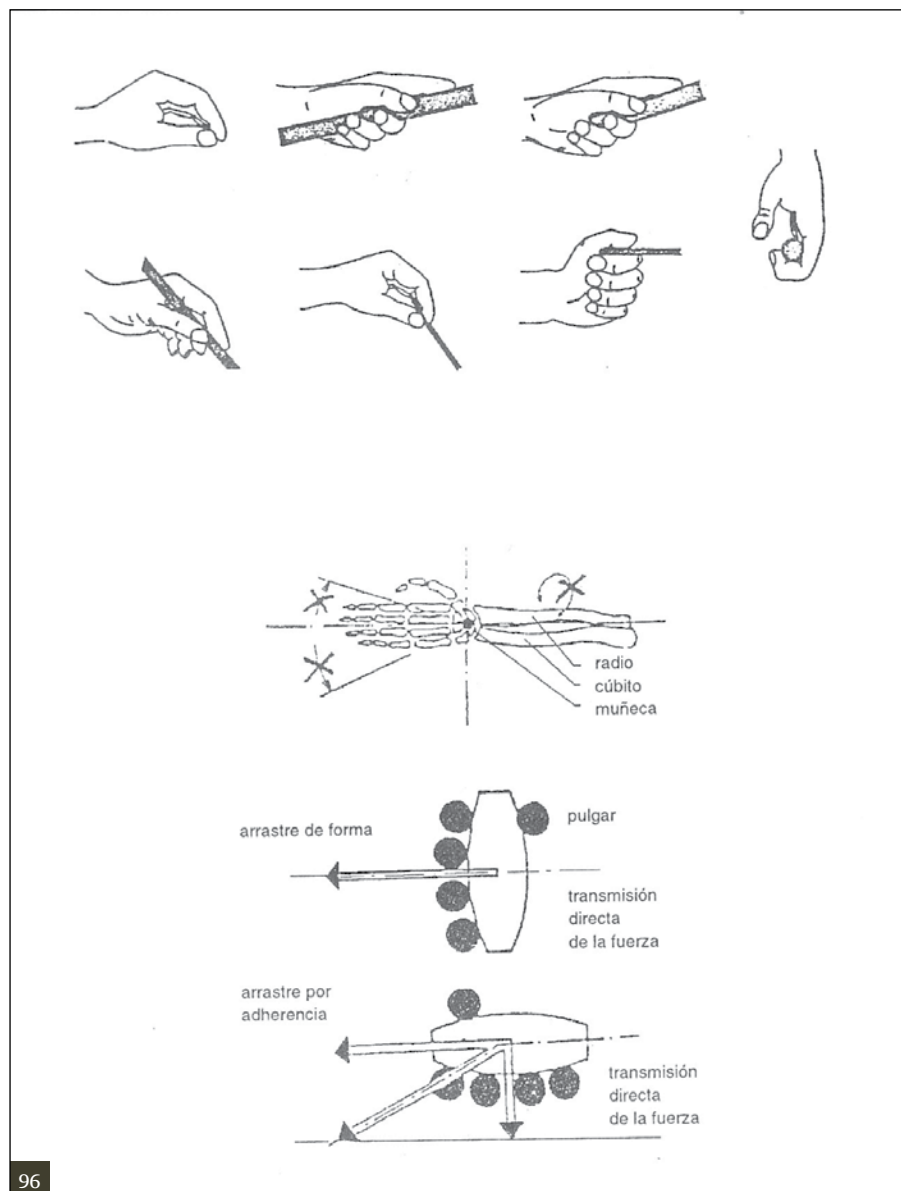 radio
cúbito
muñeca
arrastre de forma
pulgar
transmisión
directa
de la fuerza
arrastre por
adherencia
transmisión
directa
de la fuerza
96